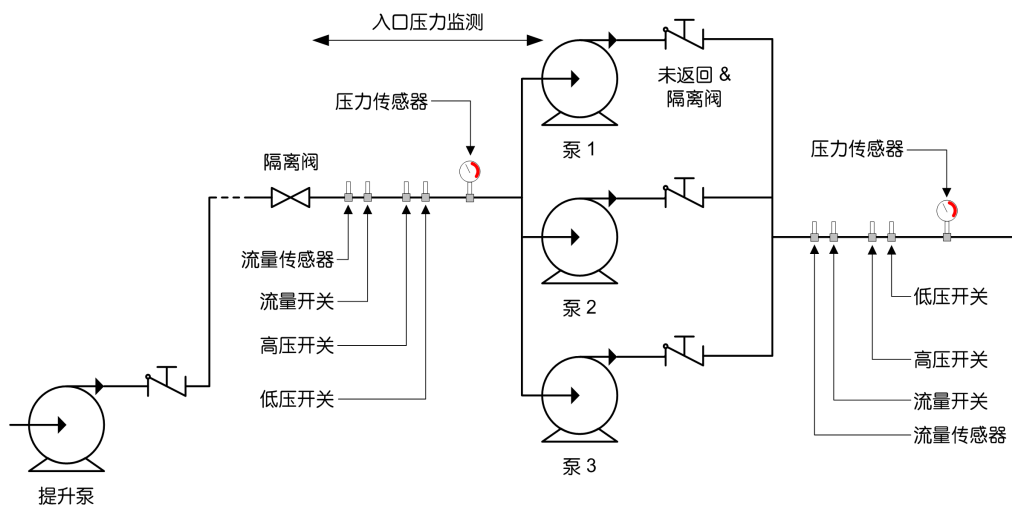 入口压力监测
压力传感器
未返回 &
隔离阀
泵 1
隔离阀
压力传感器
流量传感器
流量开关
高压开关
低压开关
泵 2
低压开关
高压开关
流量开关
流量传感器
泵 3
提升泵